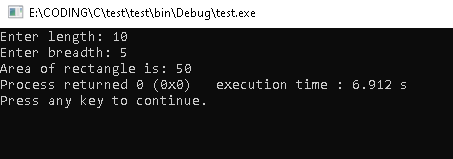 E:\CODING\C\test\test\bin\Debug\test.exe
Enter length: 10
Enter breadth: 5
Area of rectangle is: 50
Process returned 0 (0x0)   execution time : 6.912 s
Press any key to continue.